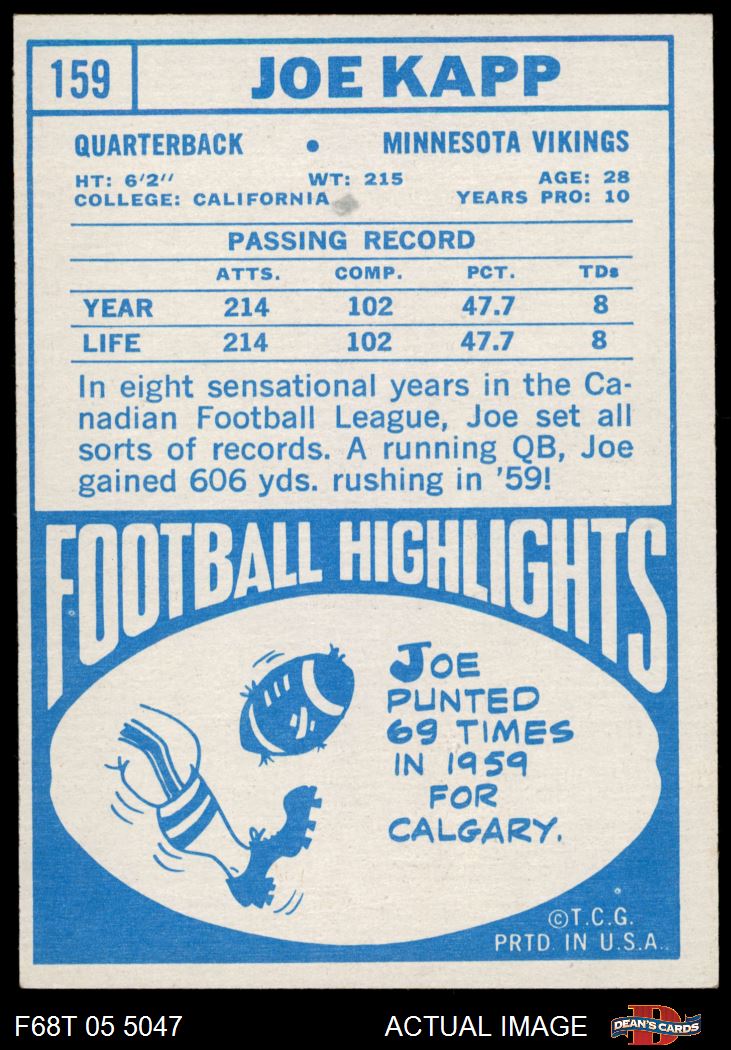 159 JOE KAPP
QUARTERBACK • MINNESOTA VIKINGS
HT: 6'2" WT: 215 AGE: 28
COLLEGE: CALIFORNIA YEARS PRO: 10
PASSING RECORD
ATTS. COMP. PCT. TDs
YEAR 214 102 47.7 8
LIFE 214 102 47.7 8
In eight sensational years in the Ca-
nadian Football League, Joe set all
sorts of records. A running QB, Joe
gained 606 yds. rushing in '59!
FOOTBALL HIGHLIGHTS
JOE
PUNTED
69 TIMES
IN 1959
FOR
CALGARY.
©T.C.G.
PRTD. IN U.S.A.
F68T 05 5047 ACTUAL IMAGE D DEAN'S CARDS